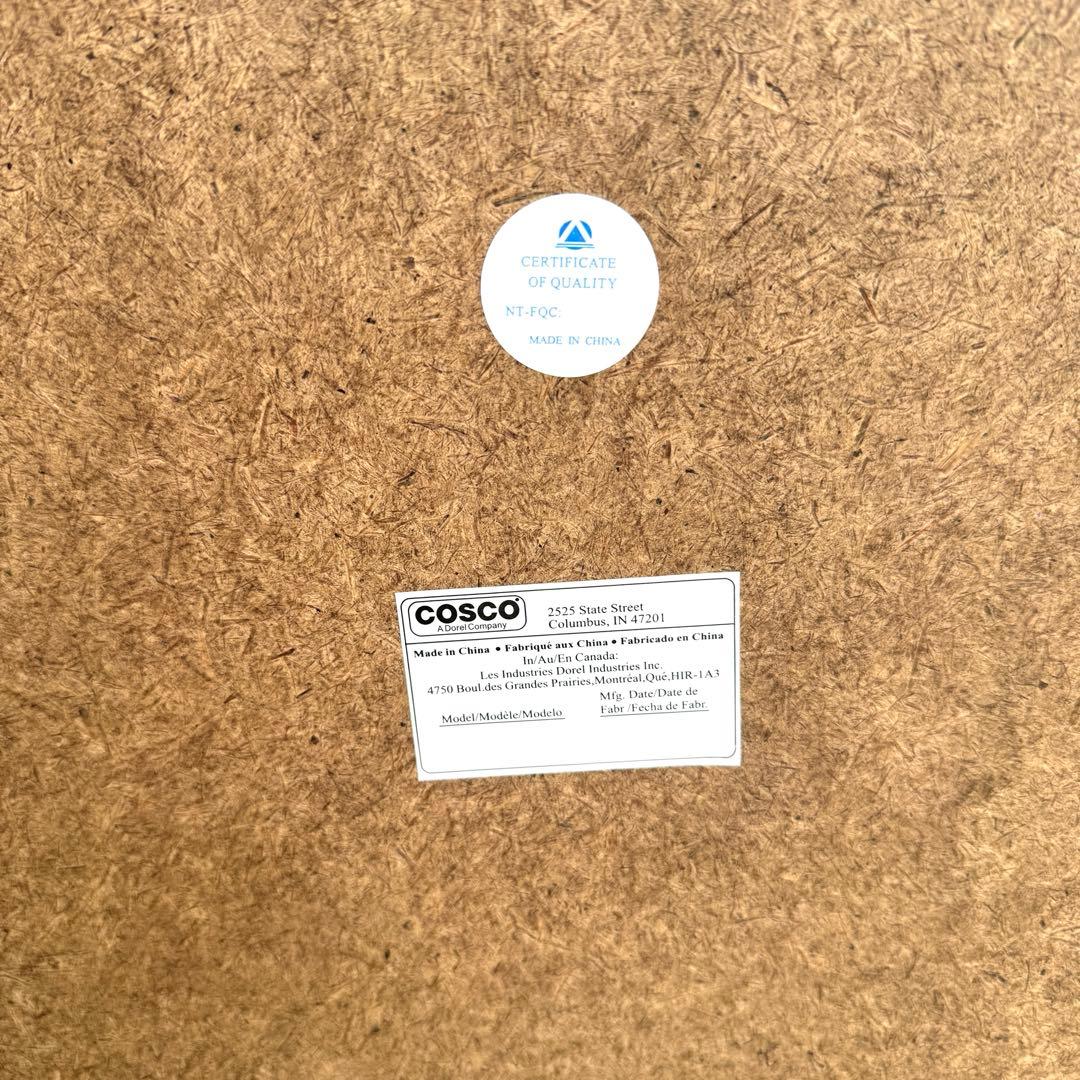 CERTIFICATE
OF QUALITY
NT-FQC:
MADE IN CHINA
COSCO
A Dorel Company
2525 State Street
Columbus, IN 47201
Made in China • Fabriqué aux China • Fabricado en China
In/Au/En Canada:
Les Industries Dorel Industries Inc.
4750 Boul.des Grandes Prairies,Montréal,Qué,HIR-1A3
Model/Modèle/Modelo
Mfg. Date/Date de
Fabr /Fecha de Fabr.